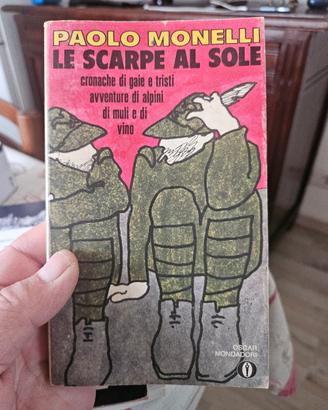 PAOLO MONELLI
LE SCARPE AL SOLE
cronache di gaie e tristi
avventure di alpini
di muli e di
vino
OSCAR
MONDADORI